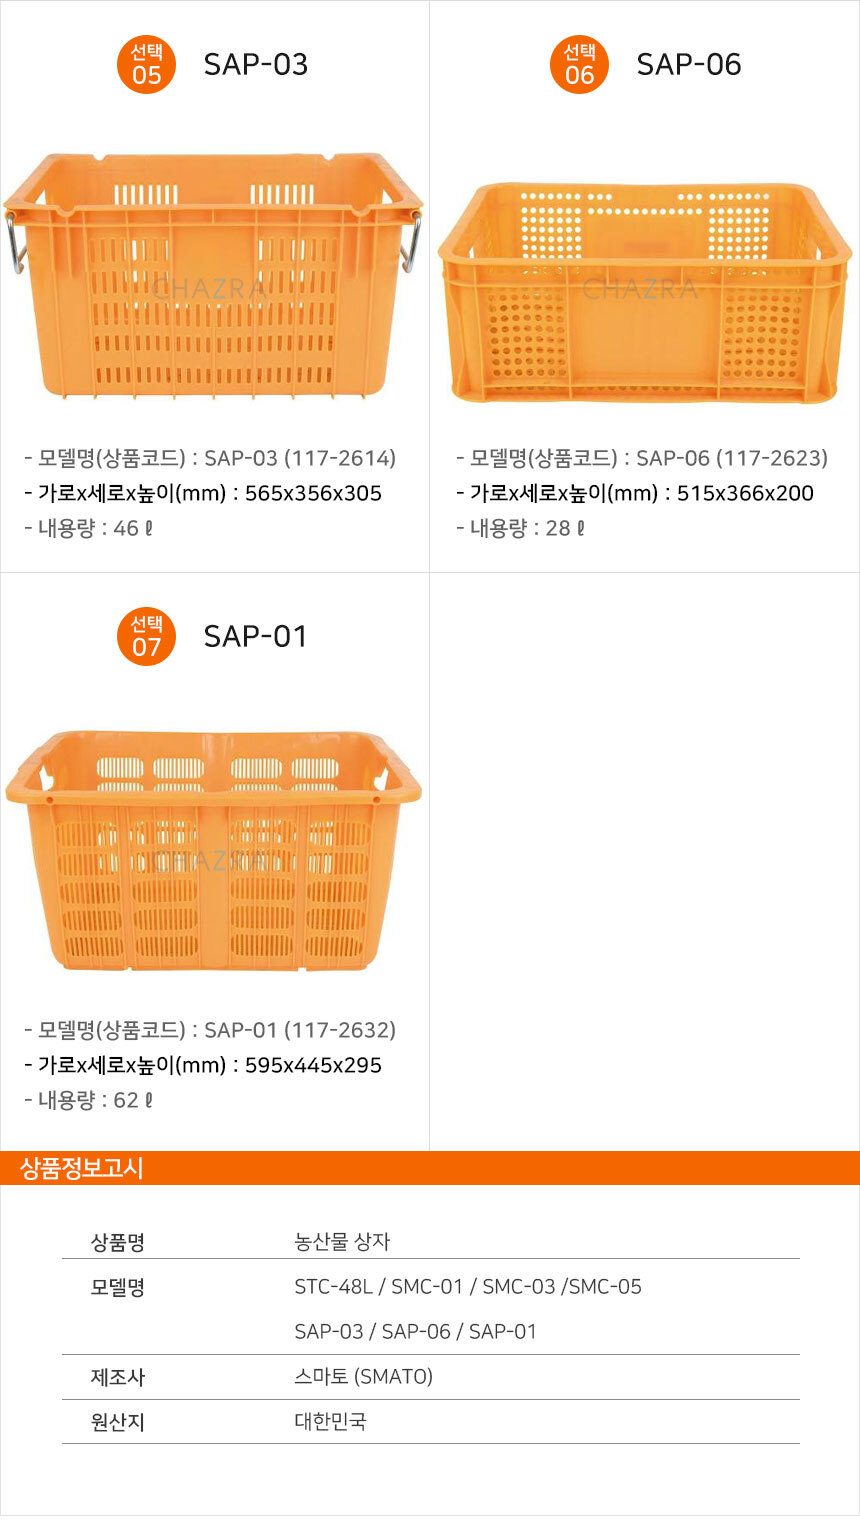 선택
05
SAP-03
선택
06
SAP-06
CHAZRA
CHAZRA
- 모델명(상품코드) : SAP-03 (117-2614)
- 가로x세로x높이(mm) : 565x356x305
- 내용량 : 46 ℓ
- 모델명(상품코드) : SAP-06 (117-2623)
- 가로x세로x높이(mm) : 515x366x200
- 내용량 : 28 ℓ
선택
07
SAP-01
CHAZRA
- 모델명(상품코드) : SAP-01 (117-2632)
- 가로x세로x높이(mm) : 595x445x295
- 내용량 : 62 ℓ
상품정보고시
상품명 농산물 상자
모델명 STC-48L / SMC-01 / SMC-03 /SMC-05
SAP-03 / SAP-06 / SAP-01
제조사 스마토 (SMATO)
원산지 대한민국